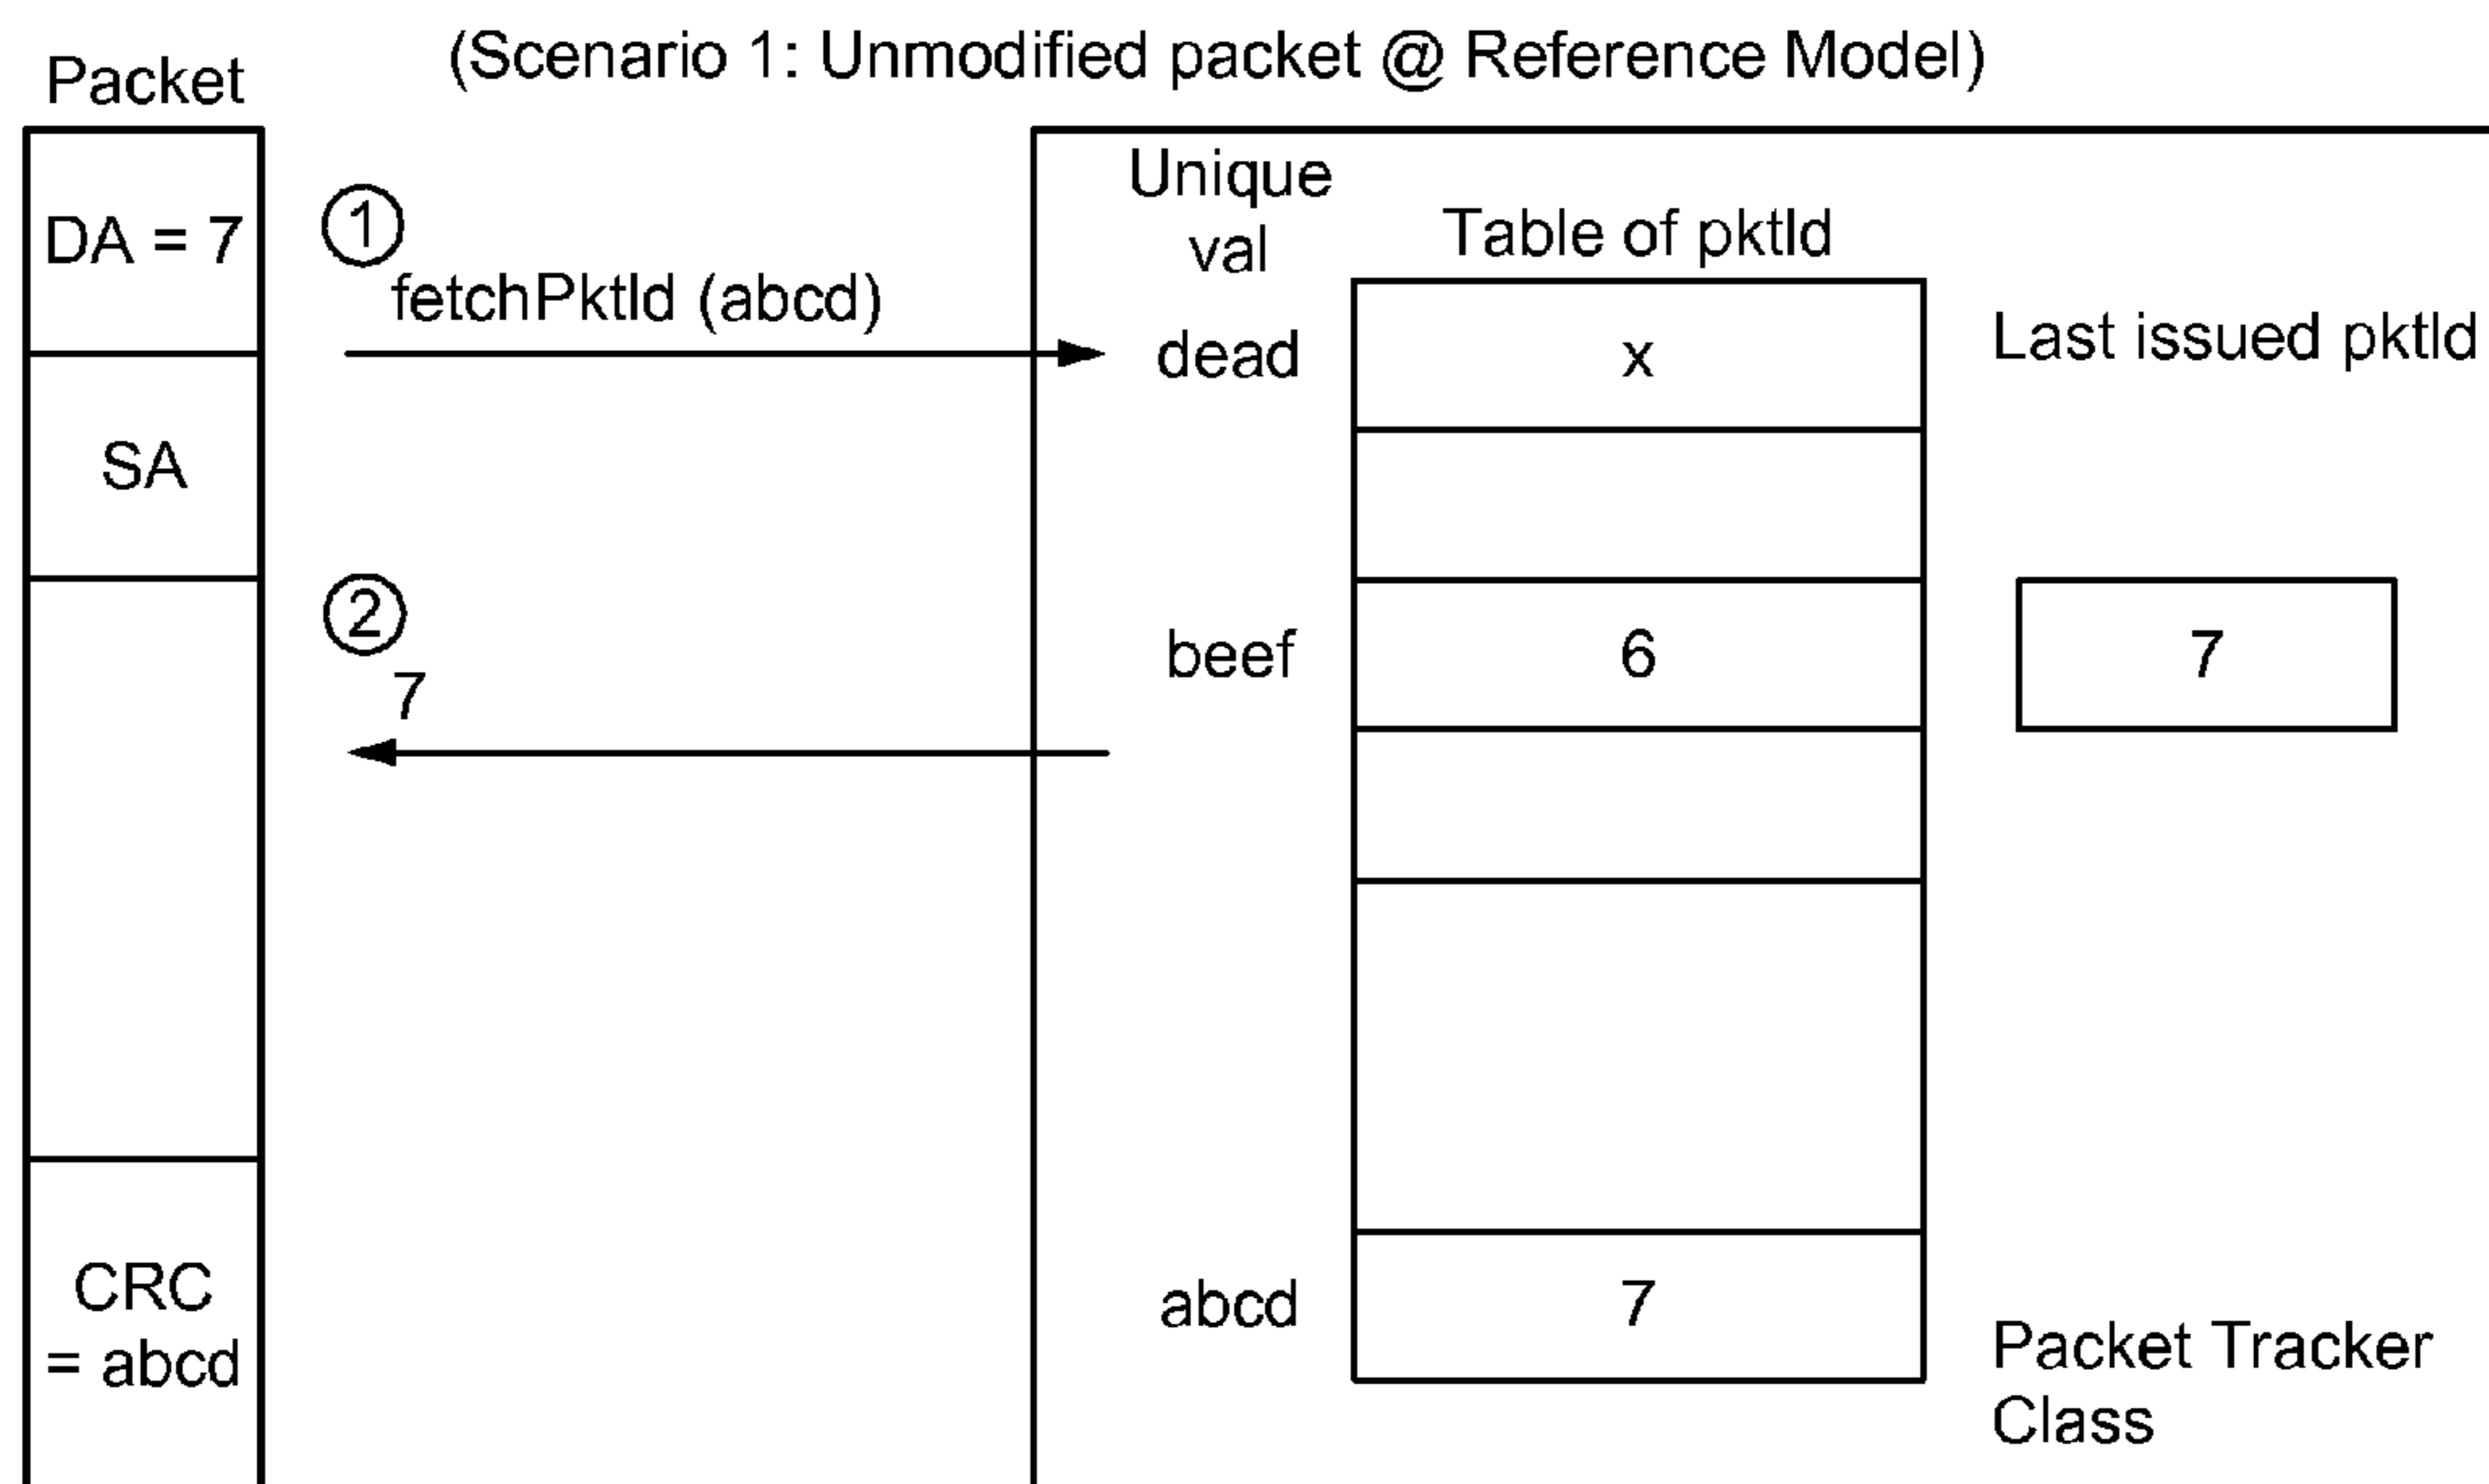 (Scenario 1: Unmodified packet @ Reference Model)
Packet
DA = 7
SA
CRC
= abcd
1
fetchPktId (abcd)
2
7
Unique
val
Table of pktId
dead
x
beef
6
abcd
7
Last issued pktId
7
Packet Tracker
Class